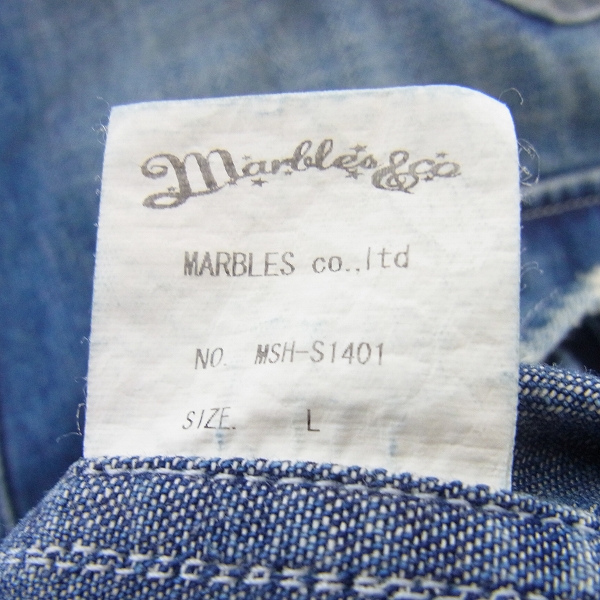 Marbles & co
MARBLES co.,ltd
NO. MSH-S1401
SIZE. L